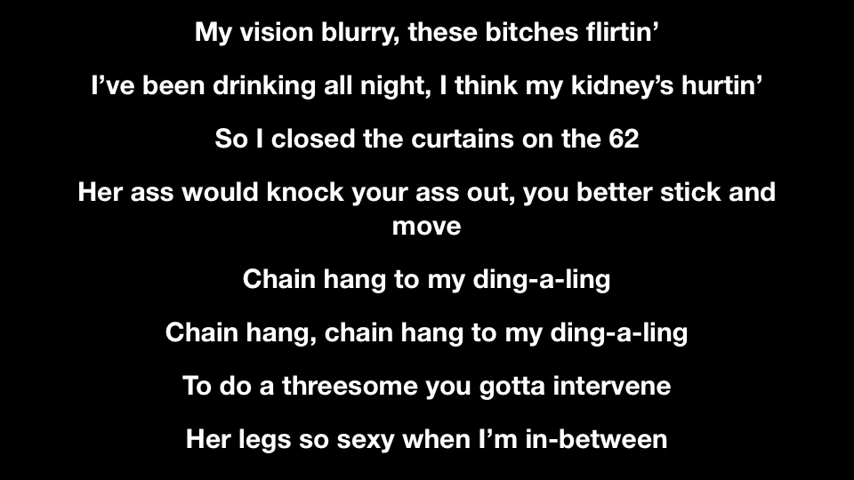 My vision blurry, these bitches flirtin’
I’ve been drinking all night, I think my kidney’s hurtin’
So I closed the curtains on the 62
Her ass would knock your ass out, you better stick and
move
Chain hang to my ding-a-ling
Chain hang, chain hang to my ding-a-ling
To do a threesome you gotta intervene
Her legs so sexy when I’m in-between